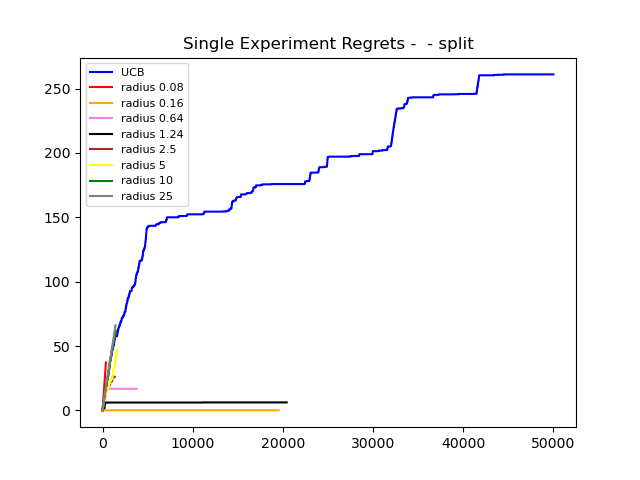 Single Experiment Regrets -  - split
UCB
radius 0.08
radius 0.16
radius 0.64
radius 1.24
radius 2.5
radius 5
radius 10
radius 25
250
200
150
100
50
0
0 10000 20000 30000 40000 50000